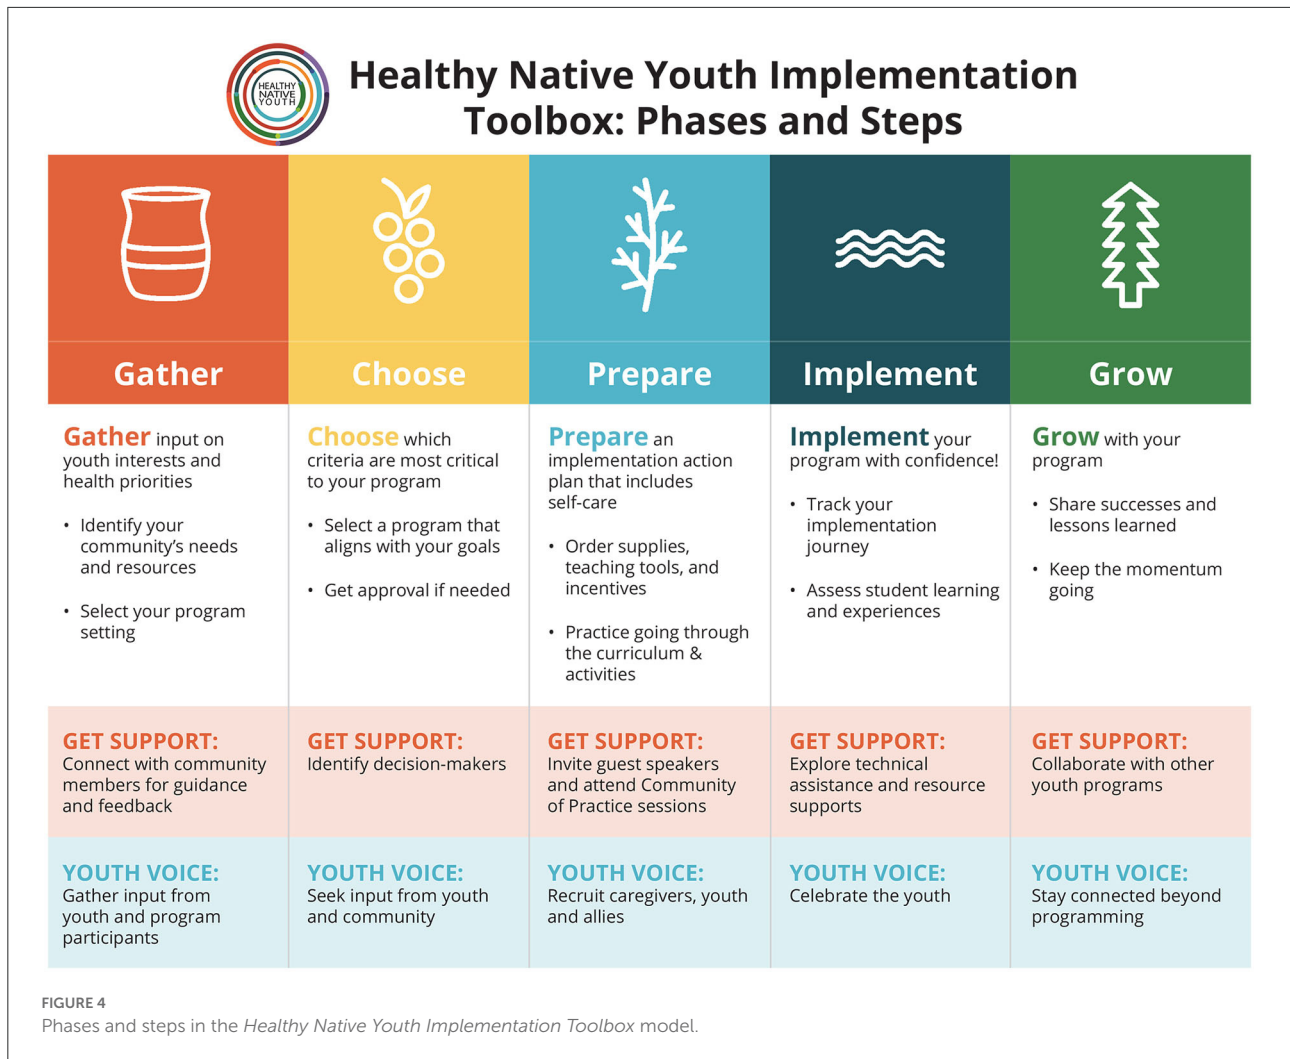 HEALTHY
NATIVE
YOUTH
Healthy Native Youth Implementation
Toolbox: Phases and Steps
Gather
Choose
Prepare
Implement
Grow
Gather input on
youth interests and
health priorities
• Identify your
community’s needs
and resources
• Select your program
setting
Choose which
criteria are most critical
to your program
• Select a program that
aligns with your goals
• Get approval if needed
Prepare an
implementation action
plan that includes
self-care
• Order supplies,
teaching tools, and
incentives
• Practice going through
the curriculum &
activities
Implement your
program with confidence!
• Track your
implementation
journey
• Assess student learning
and experiences
Grow with your
program
• Share successes and
lessons learned
• Keep the momentum
going
GET SUPPORT:
Connect with community
members for guidance
and feedback
GET SUPPORT:
Identify decision-makers
GET SUPPORT:
Invite guest speakers
and attend Community
of Practice sessions
GET SUPPORT:
Explore technical
assistance and resource
supports
GET SUPPORT:
Collaborate with other
youth programs
YOUTH VOICE:
Gather input from
youth and program
participants
YOUTH VOICE:
Seek input from youth
and community
YOUTH VOICE:
Recruit caregivers, youth
and allies
YOUTH VOICE:
Celebrate the youth
YOUTH VOICE:
Stay connected beyond
programming
FIGURE 4
Phases and steps in the Healthy Native Youth Implementation Toolbox model.